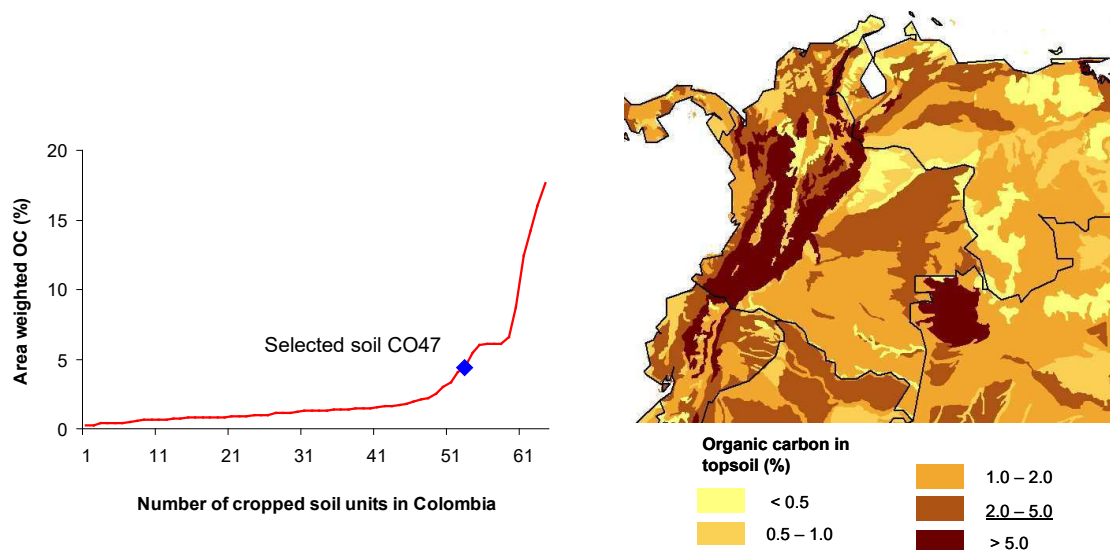 20
15
10
5
0
Area weighted OC (%)
Selected soil CO47
1 11 21 31 41 51 61
Number of cropped soil units in Colombia
Organic carbon in
topsoil (%)
< 0.5
0.5 – 1.0
1.0 – 2.0
2.0 – 5.0
> 5.0